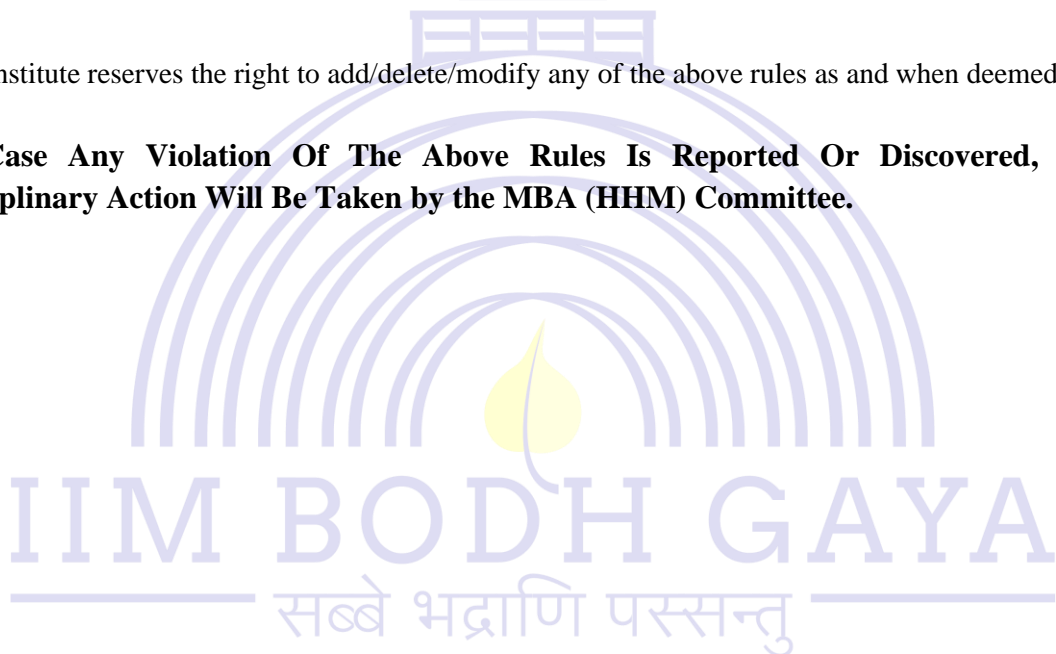 nstitute reserves the right to add/delete/modify any of the above rules as and when deemed
Case Any Violation Of The Above Rules Is Reported Or Discovered,
plinary Action Will Be Taken by the MBA (HHM) Committee.
IIM BODH GAYA
सब्बे भद्राणि पस्सन्तु